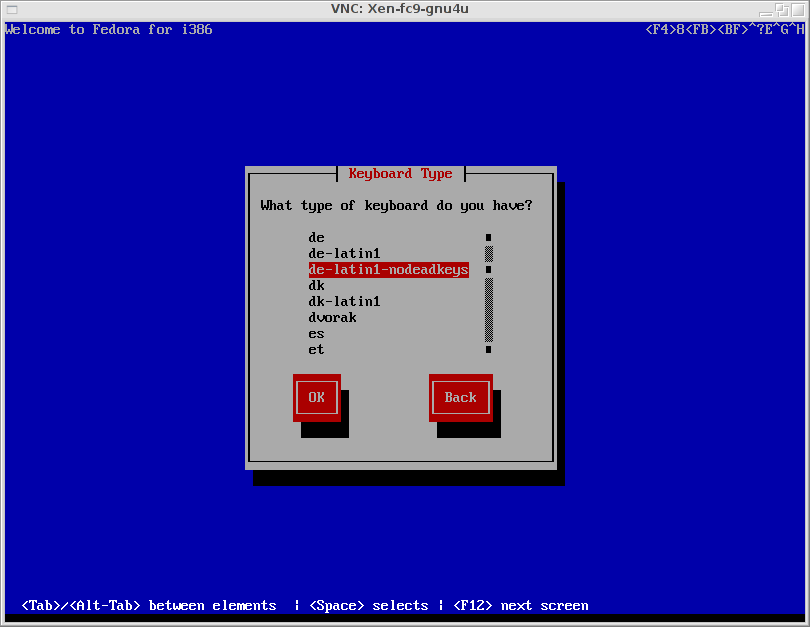 VNC: Xen-fc9-gnu4u
Welcome to Fedora for i386 <F4>8<FB><BF>^?E^G^H
Keyboard Type
What type of keyboard do you have?
de
de-latin1
de-latin1-nodeadkeys
dk
dk-latin1
dvorak
es
et
OK Back
<Tab>/<Alt-Tab> between elements | <Space> selects | <F12> next screen